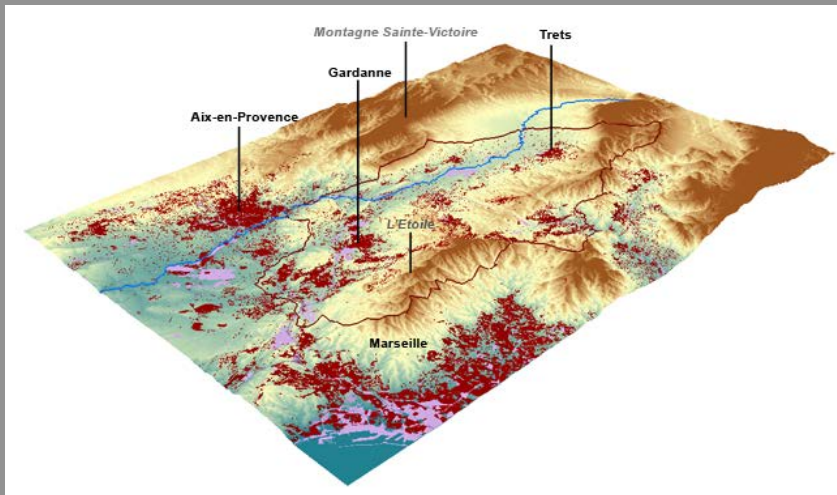 Montagne Sainte-Victoire
Trets
Gardanne
Aix-en-Provence
L'Etoile
Marseille